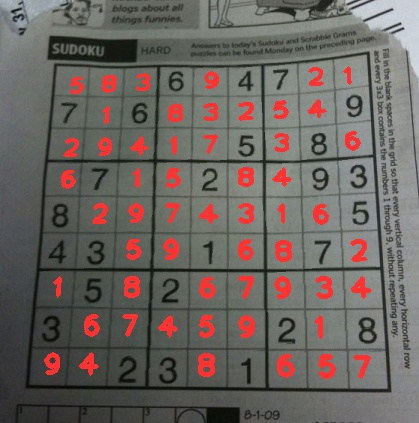 blogs about all
things funnies.
SUDOKU HARD Answers to today's Sudoku and Scrabble Grams
puzzles can be found Monday on the preceding page.
5 8 3 6 9 4 7 2 1
7 1 6 8 3 2 5 4 9
2 9 4 1 7 5 3 8 6
6 7 1 5 2 8 4 9 3
8 2 9 7 4 3 1 6 5
4 3 5 9 1 6 8 7 2
1 5 8 2 6 7 9 3 4
3 6 7 4 5 9 2 1 8
9 4 2 3 8 1 6 5 7
Fill in the blank spaces in the grid so that every vertical column, every horizontal row
and every 3x3 box contains the numbers 1 through 9, without repeating any.
1 2 3
8-1-09